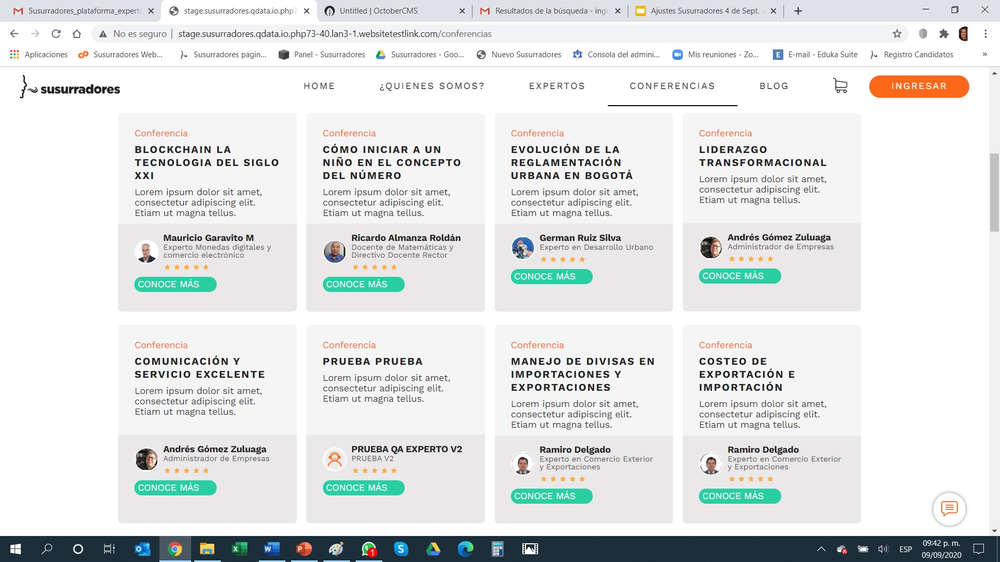 Susurradores_plataforma_experto
stage.susurradores.qdata.io.php7
Untitled | OctoberCMS
Resultados de la búsqueda - ingr
Ajustes Susurradores 4 de Sept. .p
No es seguro
stage.susurradores.qdata.io.php73-40.lan3-1.websitetestlink.com/conferencias
Aplicaciones
Susurradores Web...
Susurradores pagin...
Panel - Susurradores
Susurradores - Goo...
Nuevo Susurradores
Consola del admini...
Mis reuniones - Zo...
E-mail - Eduka Suite
Registro Candidatos
»
susurradores
HOME
¿QUIENES SOMOS?
EXPERTOS
CONFERENCIAS
BLOG
INGRESAR
Conferencia
BLOCKCHAIN LA
TECNOLOGIA DEL SIGLO
XXI
Lorem ipsum dolor sit amet,
consectetur adipiscing elit.
Etiam ut magna tellus.
Mauricio Garavito M
Experto Monedas digitales y
comercio electrónico
CONOCE MÁS
Conferencia
CÓMO INICIAR A UN
NIÑO EN EL CONCEPTO
DEL NÚMERO
Lorem ipsum dolor sit amet,
consectetur adipiscing elit.
Etiam ut magna tellus.
Ricardo Almanza Roldán
Docente de Matemáticas y
Directivo Docente Rector
CONOCE MÁS
Conferencia
EVOLUCIÓN DE LA
REGLAMENTACIÓN
URBANA EN BOGOTÁ
Lorem ipsum dolor sit amet,
consectetur adipiscing elit.
Etiam ut magna tellus.
German Ruiz Silva
Experto en Desarrollo Urbano
CONOCE MÁS
Conferencia
LIDERAZGO
TRANSFORMACIONAL
Lorem ipsum dolor sit amet,
consectetur adipiscing elit.
Etiam ut magna tellus.
Andrés Gómez Zuluaga
Administrador de Empresas
CONOCE MÁS
Conferencia
COMUNICACIÓN Y
SERVICIO EXCELENTE
Lorem ipsum dolor sit amet,
consectetur adipiscing elit.
Etiam ut magna tellus.
Andrés Gómez Zuluaga
Administrador de Empresas
CONOCE MÁS
Conferencia
PRUEBA PRUEBA
Lorem ipsum dolor sit amet,
consectetur adipiscing elit.
Etiam ut magna tellus.
PRUEBA QA EXPERTO V2
PRUEBA V2
CONOCE MÁS
Conferencia
MANEJO DE DIVISAS EN
IMPORTACIONES Y
EXPORTACIONES
Lorem ipsum dolor sit amet,
consectetur adipiscing elit.
Etiam ut magna tellus.
Ramiro Delgado
Experto en Comercio Exterior
y Exportaciones
CONOCE MÁS
Conferencia
COSTEO DE
EXPORTACIÓN E
IMPORTACIÓN
Lorem ipsum dolor sit amet,
consectetur adipiscing elit.
Etiam ut magna tellus.
Ramiro Delgado
Experto en Comercio Exterior
y Exportaciones
CONOCE MÁS
1
ESP
09:42 p. m.
09/09/2020